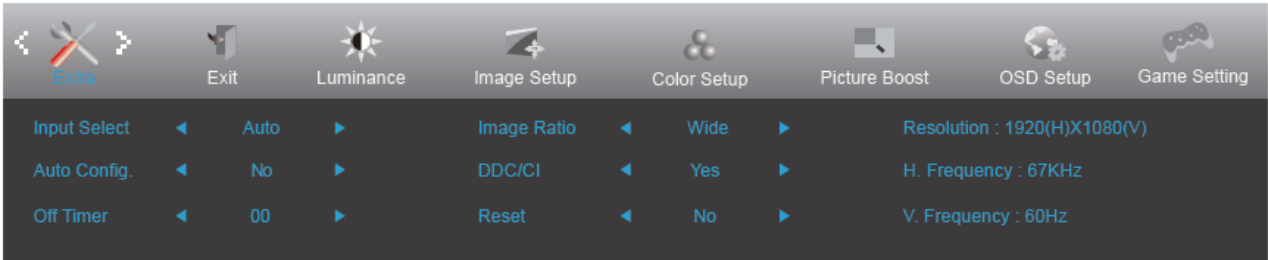 Extra Exit Luminance Image Setup Color Setup Picture Boost OSD Setup Game Setting
Input Select Auto Image Ratio Wide Resolution : 1920(H)X1080(V)
Auto Config. No DDC/CI Yes H. Frequency : 67KHz
Off Timer 00 Reset No V. Frequency : 60Hz